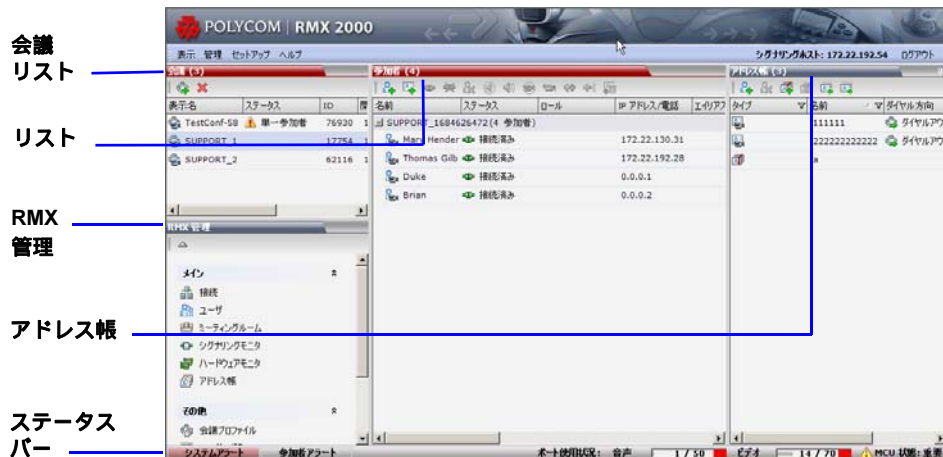 POLYCOM | RMX 2000
表示 管理 セットアップ ヘルプ
シグナリングホスト: 172.22.192.54 ログアウト
会議
リスト
会議 (3)
参加者 (4)
アドレス帳 (3)
表示名 ステータス ID
名前 ステータス ロール IP アドレス/電話 エイリアス
タイプ 名前 ダイヤル方向
TestConf-58 単一参加者 76930 1
SUPPORT_1 17754 1
SUPPORT_2 62116 1
リスト
SUPPORT_1684626472(4 参加者)
Mary Hender 接続済み 172.22.130.31
Thomas Gilb 接続済み 172.22.192.28
Duke 接続済み 0.0.0.1
Brian 接続済み 0.0.0.2
111111 ダイヤルアウ
222222222222 ダイヤルアウ
a
RMX
管理
RMX 管理
メイン
接続
ユーザ
ミーティングルーム
シグナリングモニタ
ハードウェアモニタ
アドレス帳
アドレス帳
その他
会議プロファイル
ステータス
バー
システムアラート 参加者アラート
ポート使用状況: 音声 1 / 50 ビデオ 14 / 70 MCU 状態: 重要